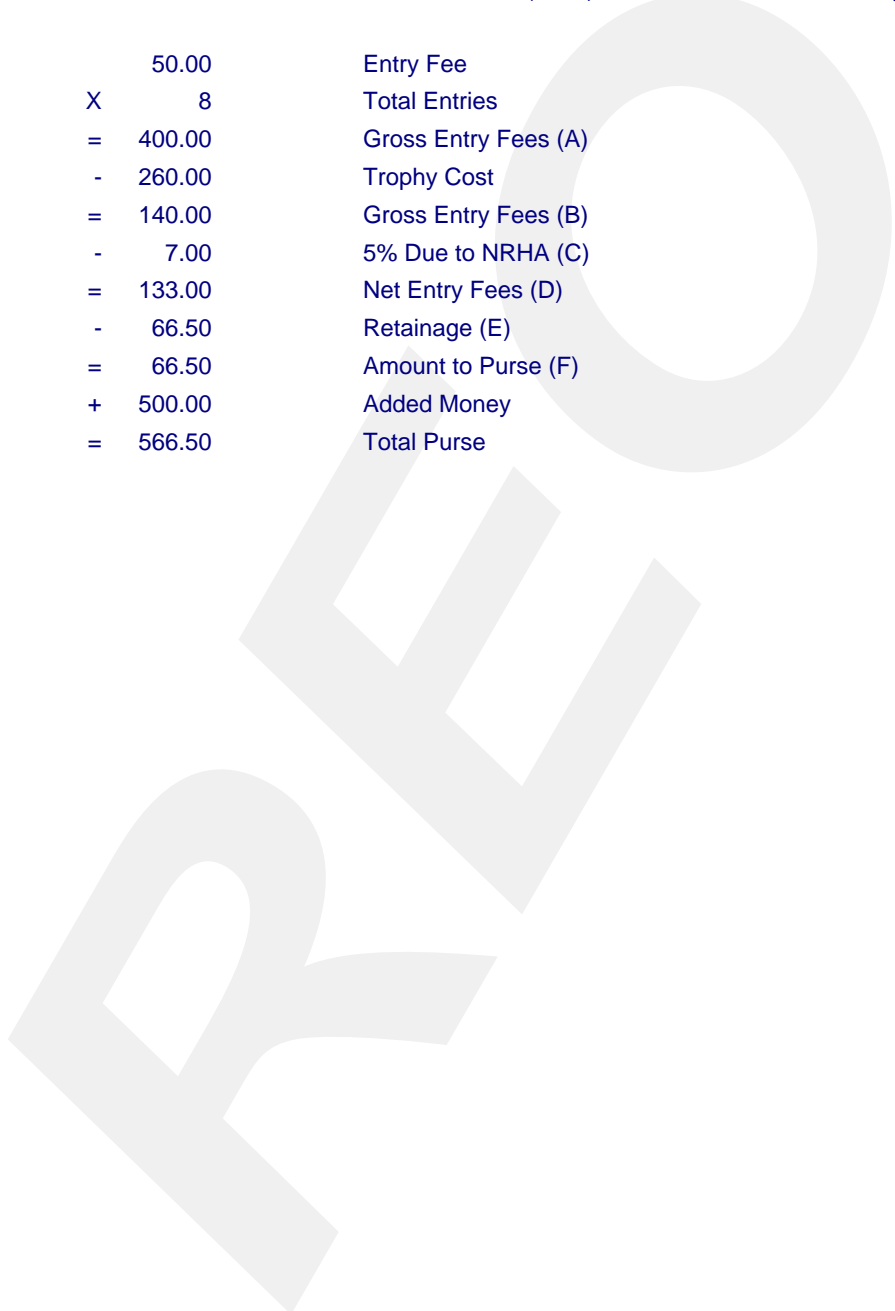 50.00 Entry Fee
X 8 Total Entries
= 400.00 Gross Entry Fees (A)
- 260.00 Trophy Cost
= 140.00 Gross Entry Fees (B)
- 7.00 5% Due to NRHA (C)
= 133.00 Net Entry Fees (D)
- 66.50 Retainage (E)
= 66.50 Amount to Purse (F)
+ 500.00 Added Money
= 566.50 Total Purse
REO